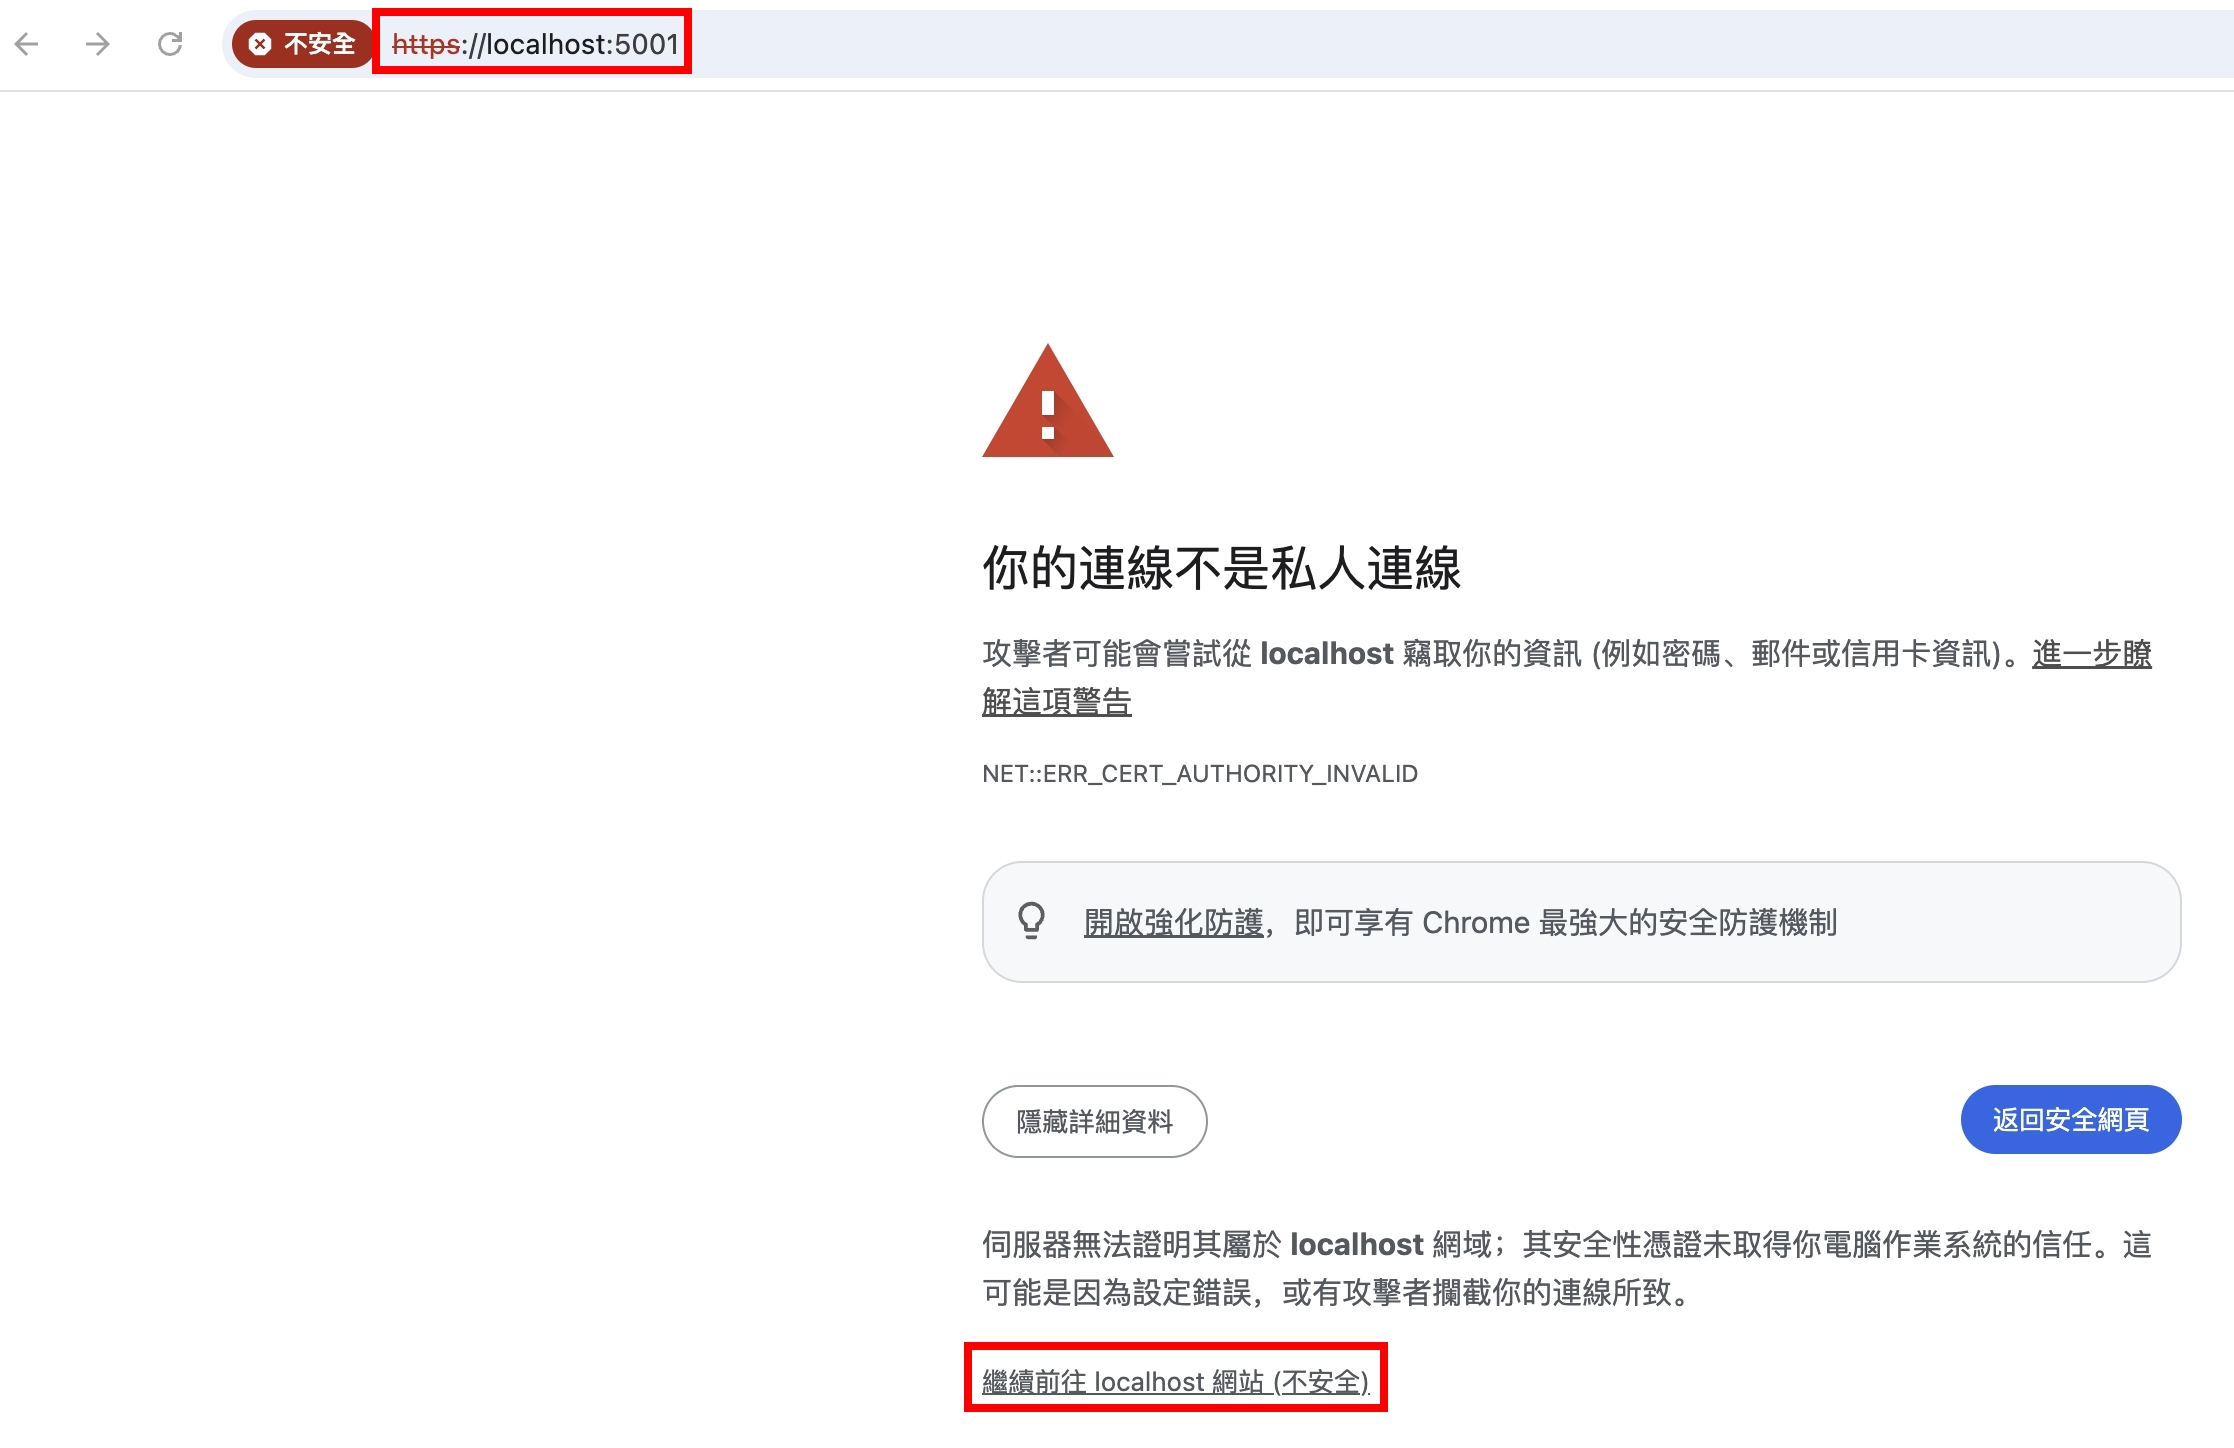 不安全 https://localhost:5001
你的連線不是私人連線
攻擊者可能會嘗試從 localhost 竊取你的資訊 (例如密碼、郵件或信用卡資訊)。進一步瞭
解這項警告
NET::ERR_CERT_AUTHORITY_INVALID
開啟強化防護，即可享有 Chrome 最強大的安全防護機制
隱藏詳細資料
返回安全網頁
伺服器無法證明其屬於 localhost 網域；其安全性憑證未取得你電腦作業系統的信任。這
可能是因為設定錯誤，或有攻擊者攔截你的連線所致。
繼續前往 localhost 網站 (不安全)